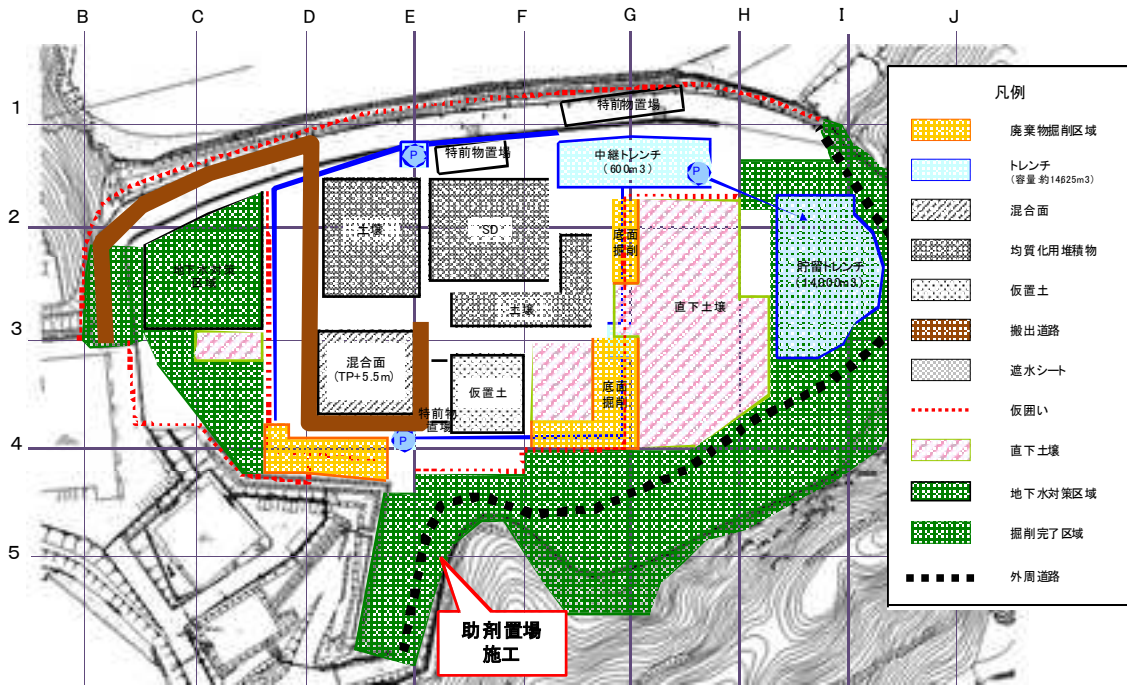 B C D E F G H I J
1
2
3
4
5
特前物置場
特前物置場
中継トレンチ
(600m3)
P
P
土壌
SD
底面
掘削
貯留トレンチ
(14,000m3)
直下土壌
土壌
混合面
(TP+5.5m)
仮置土
底面
掘削
特前物
置場
P
助剤置場
施工
凡例
廃棄物掘削区域
トレンチ
(容量:約14625m3)
混合面
均質化用堆積物
仮置土
搬出道路
遮水シート
仮囲い
直下土壌
地下水対策区域
掘削完了区域
外周道路